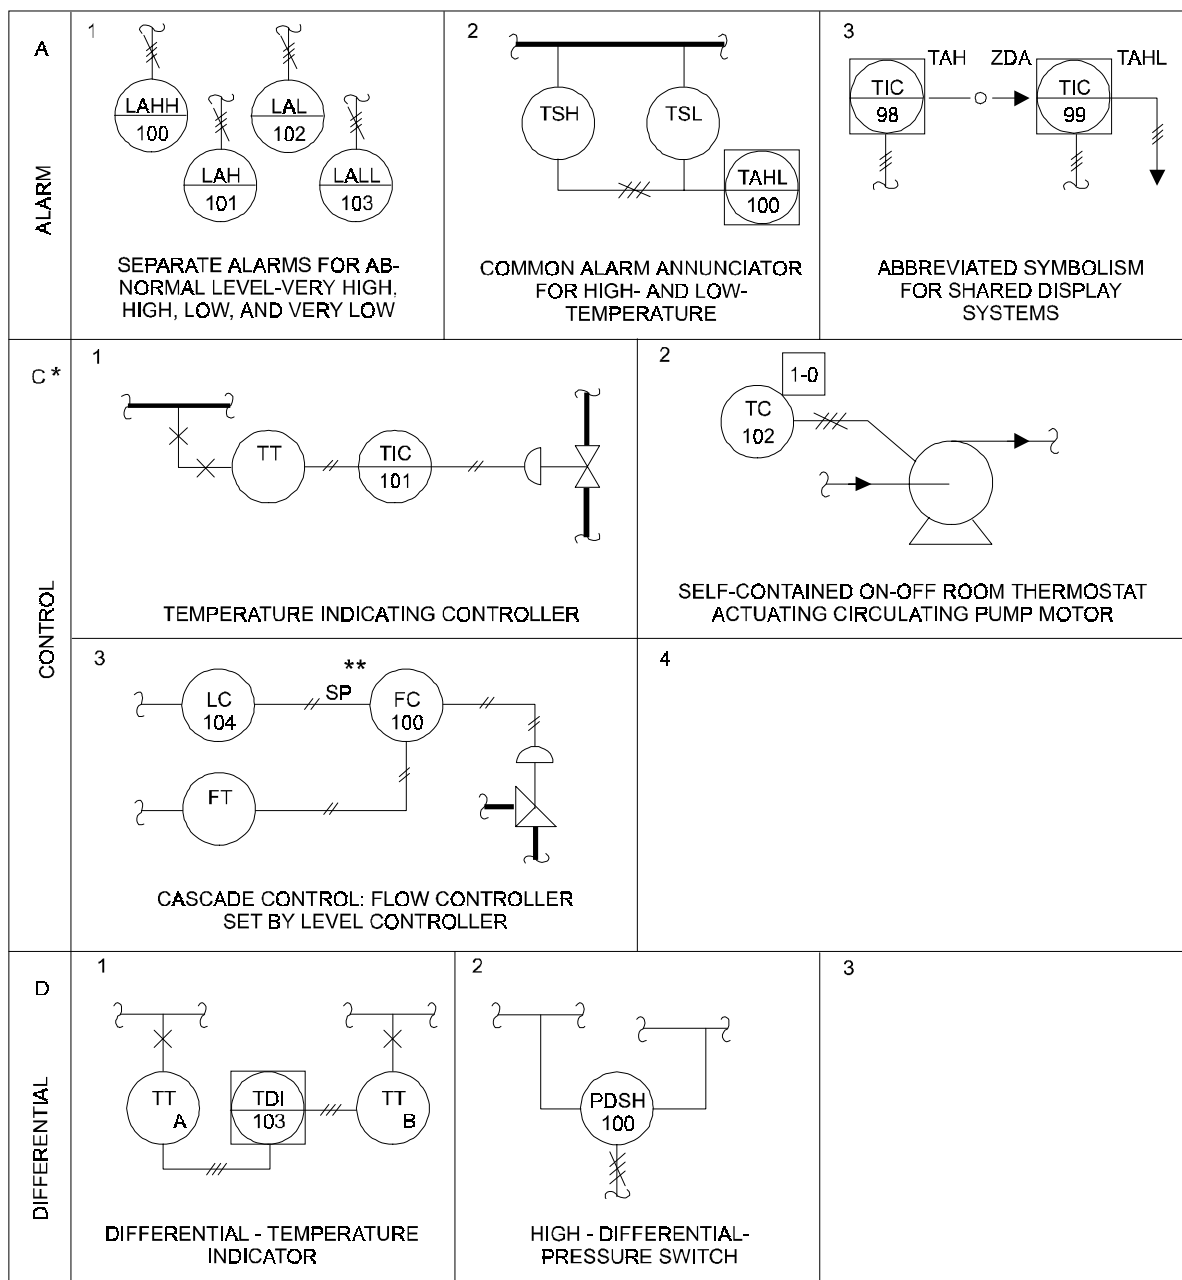 A
ALARM
1
LAHH
100
LAL
102
LAH
101
LALL
103
SEPARATE ALARMS FOR AB-
NORMAL LEVEL-VERY HIGH,
HIGH, LOW, AND VERY LOW
2
TSH
TSL
TAHL
100
COMMON ALARM ANNUNCIATOR
FOR HIGH- AND LOW-
TEMPERATURE
3
TAH
ZDA
TAHL
TIC
98
TIC
99
ABBREVIATED SYMBOLISM
FOR SHARED DISPLAY
SYSTEMS
C *
CONTROL
1
TT
TIC
101
TEMPERATURE INDICATING CONTROLLER
2
1-0
TC
102
SELF-CONTAINED ON-OFF ROOM THERMOSTAT
ACTUATING CIRCULATING PUMP MOTOR
3
**
LC
104
SP
FC
100
FT
CASCADE CONTROL: FLOW CONTROLLER
SET BY LEVEL CONTROLLER
4
D
DIFFERENTIAL
1
TT
A
TDI
103
TT
B
DIFFERENTIAL - TEMPERATURE
INDICATOR
2
PDSH
100
HIGH - DIFFERENTIAL-
PRESSURE SWITCH
3